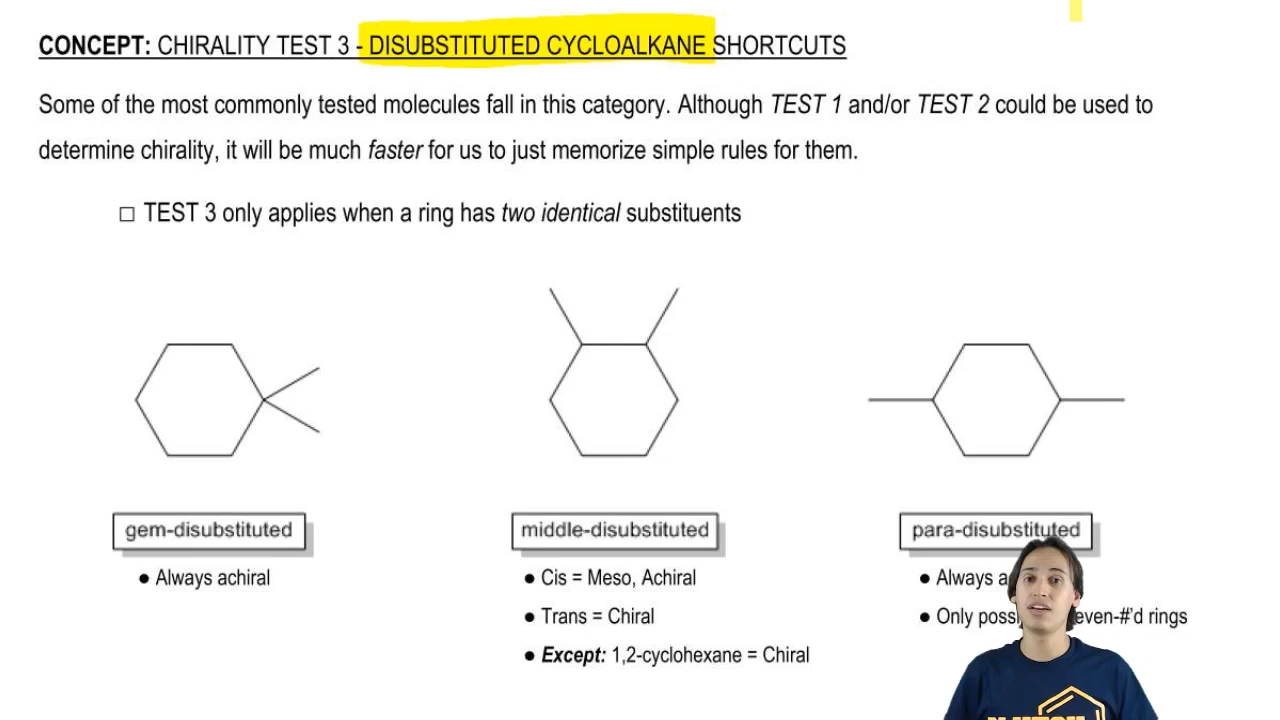 CONCEPT: CHIRALITY TEST 3 - DISUBSTITUTED CYCLOALKANE SHORTCUTS
Some of the most commonly tested molecules fall in this category. Although TEST 1 and/or TEST 2 could be used to
determine chirality, it will be much faster for us to just memorize simple rules for them.
□ TEST 3 only applies when a ring has two identical substituents
gem-disubstituted
● Always achiral
middle-disubstituted
● Cis = Meso, Achiral
● Trans = Chiral
● Except: 1,2-cyclohexane = Chiral
para-disubstituted
● Always
● Only even-#'d rings